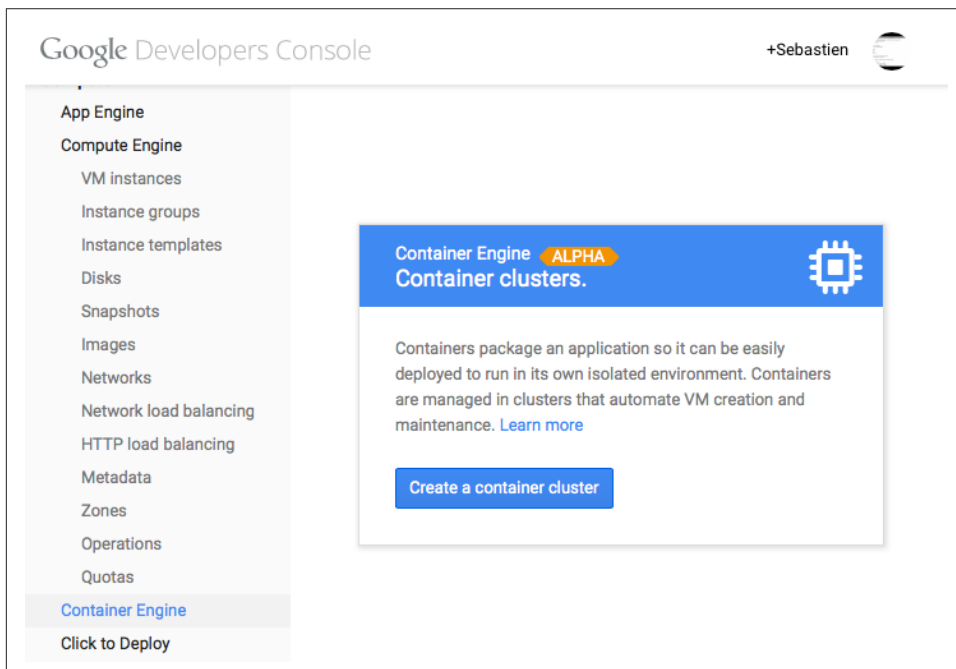 Google Developers Console
+Sebastien
App Engine
Compute Engine
VM instances
Instance groups
Instance templates
Disks
Snapshots
Images
Networks
Network load balancing
HTTP load balancing
Metadata
Zones
Operations
Quotas
Container Engine
Click to Deploy
Container Engine ALPHA
Container clusters.
Containers package an application so it can be easily
deployed to run in its own isolated environment. Containers
are managed in clusters that automate VM creation and
maintenance. Learn more
Create a container cluster